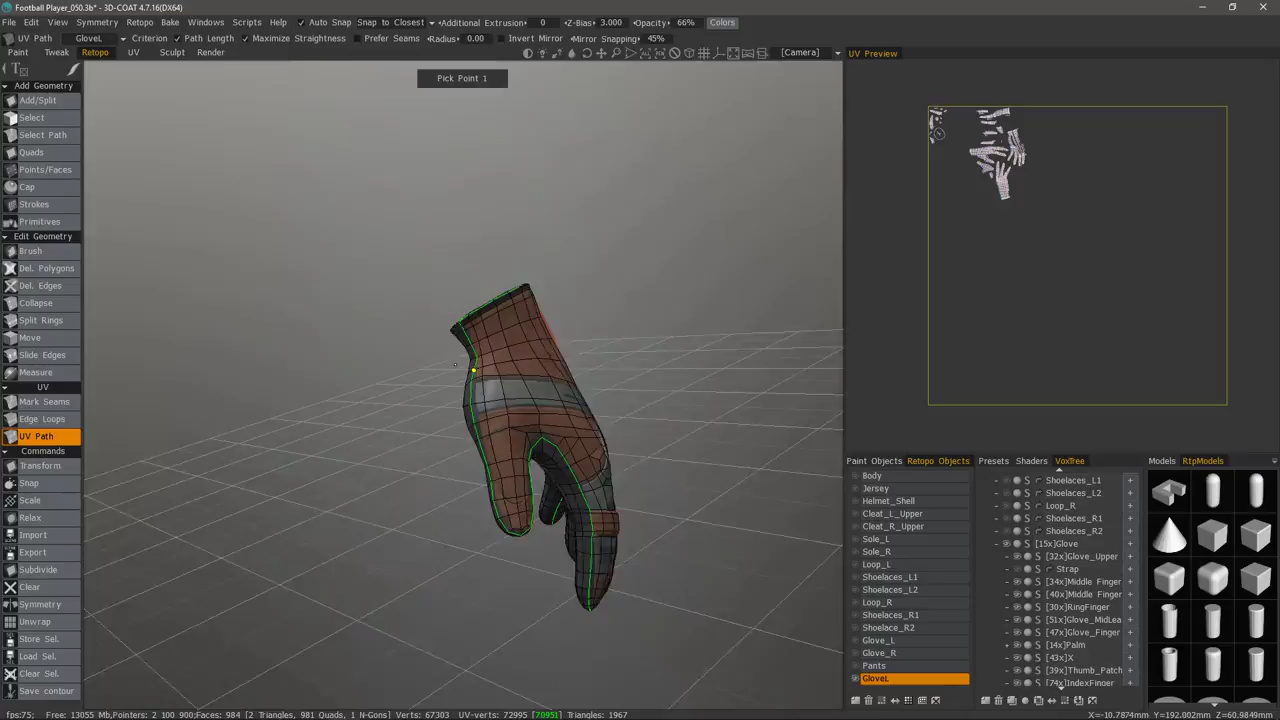 Football Player_050.3b* - 3D-COAT 4.7.16(DX64)
File Edit View Symmetry Retopo Bake Windows Scripts Help Auto Snap Snap to Closest Additional Extrusion 0 Z-Bias 3.000 Opacity 66% Colors
UV Path GloveL Criterion Path Length Maximize Straightness Prefer Seams Radius 0.00 Invert Mirror Mirror Snapping 45%
Paint Tweak Retopo UV Sculpt Render [Camera] UV Preview
Pick Point 1
Add Geometry
Add/Split
Select
Select Path
Quads
Points/Faces
Cap
Strokes
Primitives
Edit Geometry
Brush
Del. Polygons
Del. Edges
Collapse
Split Rings
Move
Slide Edges
Measure
UV
Mark Seams
Edge Loops
UV Path
Commands
Transform
Snap
Scale
Relax
Import
Export
Subdivide
Clear
Symmetry
Unwrap
Store Sel.
Load Sel.
Clear Sel.
Save contour
Paint Objects Retopo Objects
Body
Jersey
Helmet_Shell
Cleat_L_Upper
Cleat_R_Upper
Sole_L
Sole_R
Loop_L
Shoelaces_L1
Shoelaces_L2
Loop_R
Shoelaces_R1
Shoelace_R2
Glove_L
Glove_R
Pants
GloveL
Presets Shaders VoxTree
Shoelaces_L1
Shoelaces_L2
Loop_R
Shoelaces_R1
Shoelaces_R2
[15x]Glove
[32x]Glove_Upper
Strap
[34x]Middle Finger
[40x]Middle Finger
[30x]RingFinger
[51x]Glove_MidLea
[47x]Glove_Finger
[14x]Palm
[43x]X
[39x]Thumb_Patch
[74x]IndexFinger
Models RtpModels
fps:75; Free: 13055 Mb,Pointers: 2 100 900;Faces: 984 (2 Triangles, 981 Quads, 1 N-Gons) Verts: 67303 UV-verts: 72995 [70951] Triangles: 1967 X=-10.7874mm Y=192.002mm Z=60.9849mm